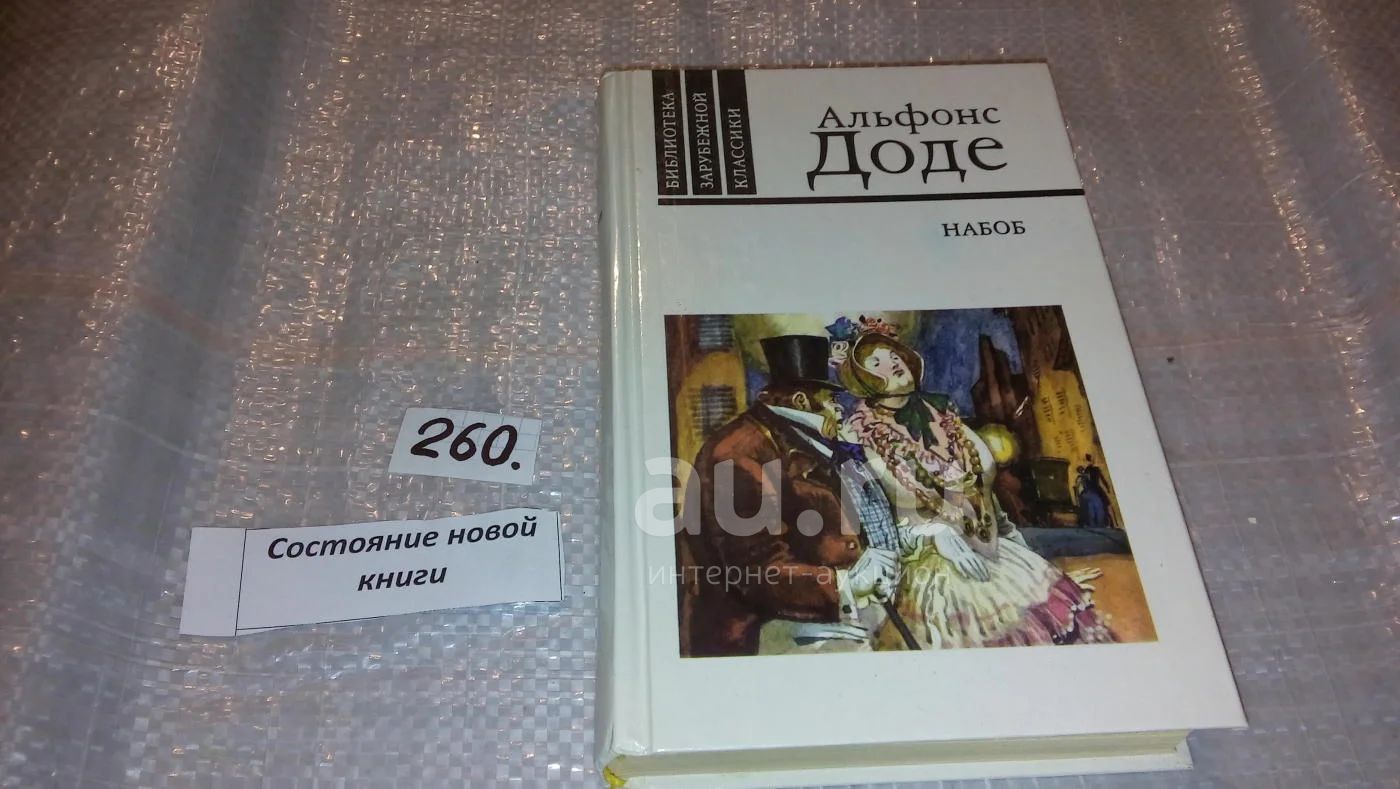 БИБЛИОТЕКА
ЗАРУБЕЖНОЙ
КЛАССИКИ
Альфонс
Доде
НАБОБ
260.
Состояние новой
книги
au.ru
интернет-аукцион